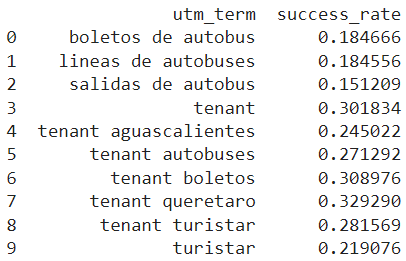 utm_term success_rate
0 boletos de autobus 0.184666
1 lineas de autobuses 0.184556
2 salidas de autobus 0.151209
3 tenant 0.301834
4 tenant aguascalientes 0.245022
5 tenant autobuses 0.271292
6 tenant boletos 0.308976
7 tenant queretaro 0.329290
8 tenant turistar 0.281569
9 turistar 0.219076